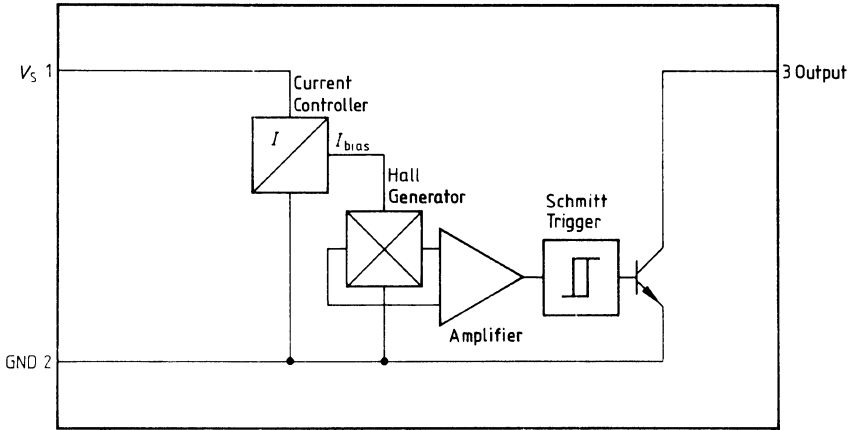 V_S 1
Current
Controller
I
I_bias
Hall
Generator
Schmitt
Trigger
3 Output
Amplifier
GND 2